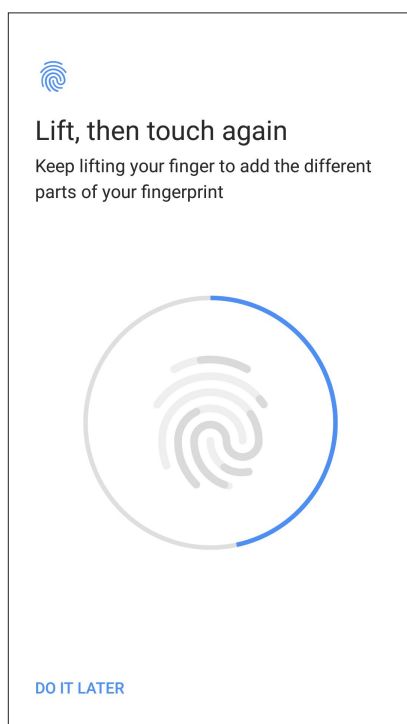 Lift, then touch again
Keep lifting your finger to add the different
parts of your fingerprint
DO IT LATER